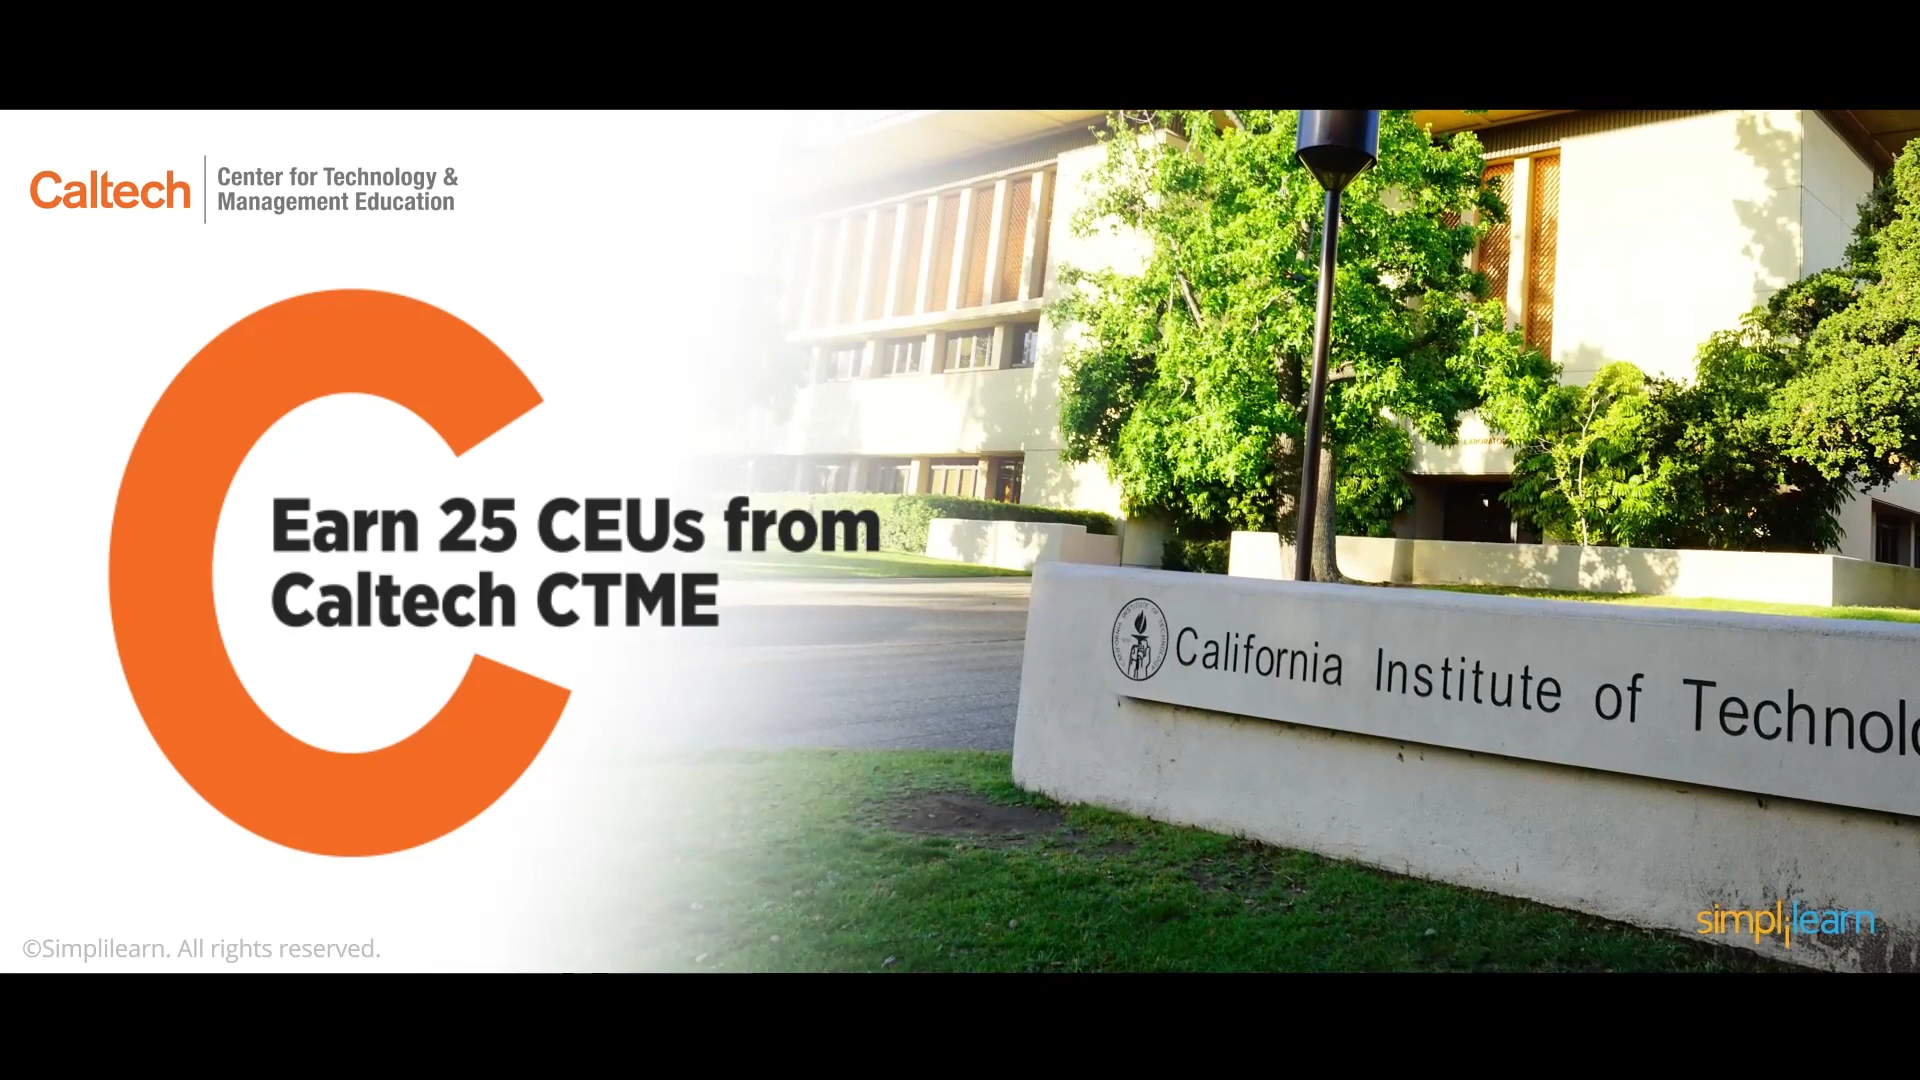 Caltech
Center for Technology &
Management Education
Earn 25 CEUs from
Caltech CTME
California Institute of
simplilearn
©Simplilearn. All rights reserved.